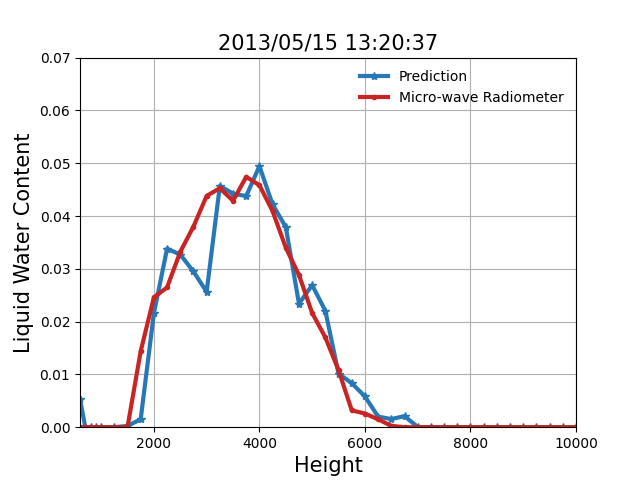 2013/05/15 13:20:37
Prediction
Micro-wave Radiometer
Liquid Water Content
0.07
0.06
0.05
0.04
0.03
0.02
0.01
0.00
2000 4000 6000 8000 10000
Height